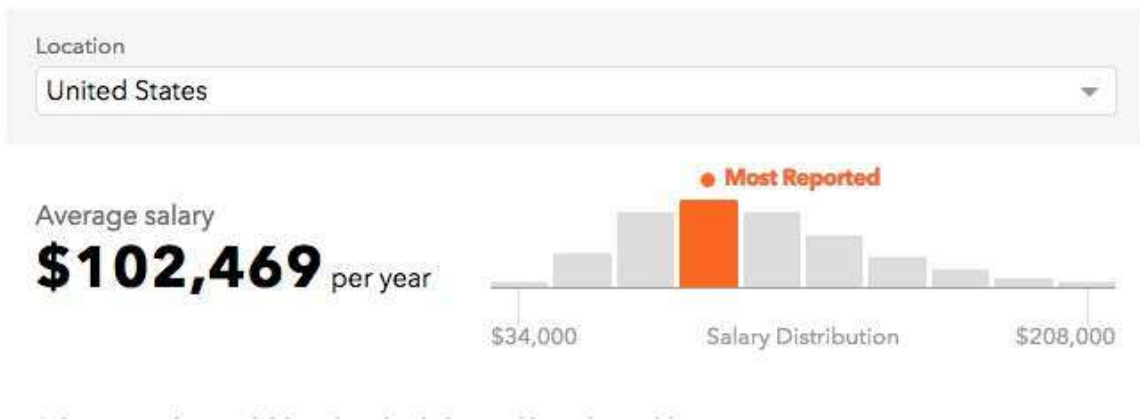 Location
United States
Most Reported
Average salary
$102,469 per year
$34,000 Salary Distribution $208,000